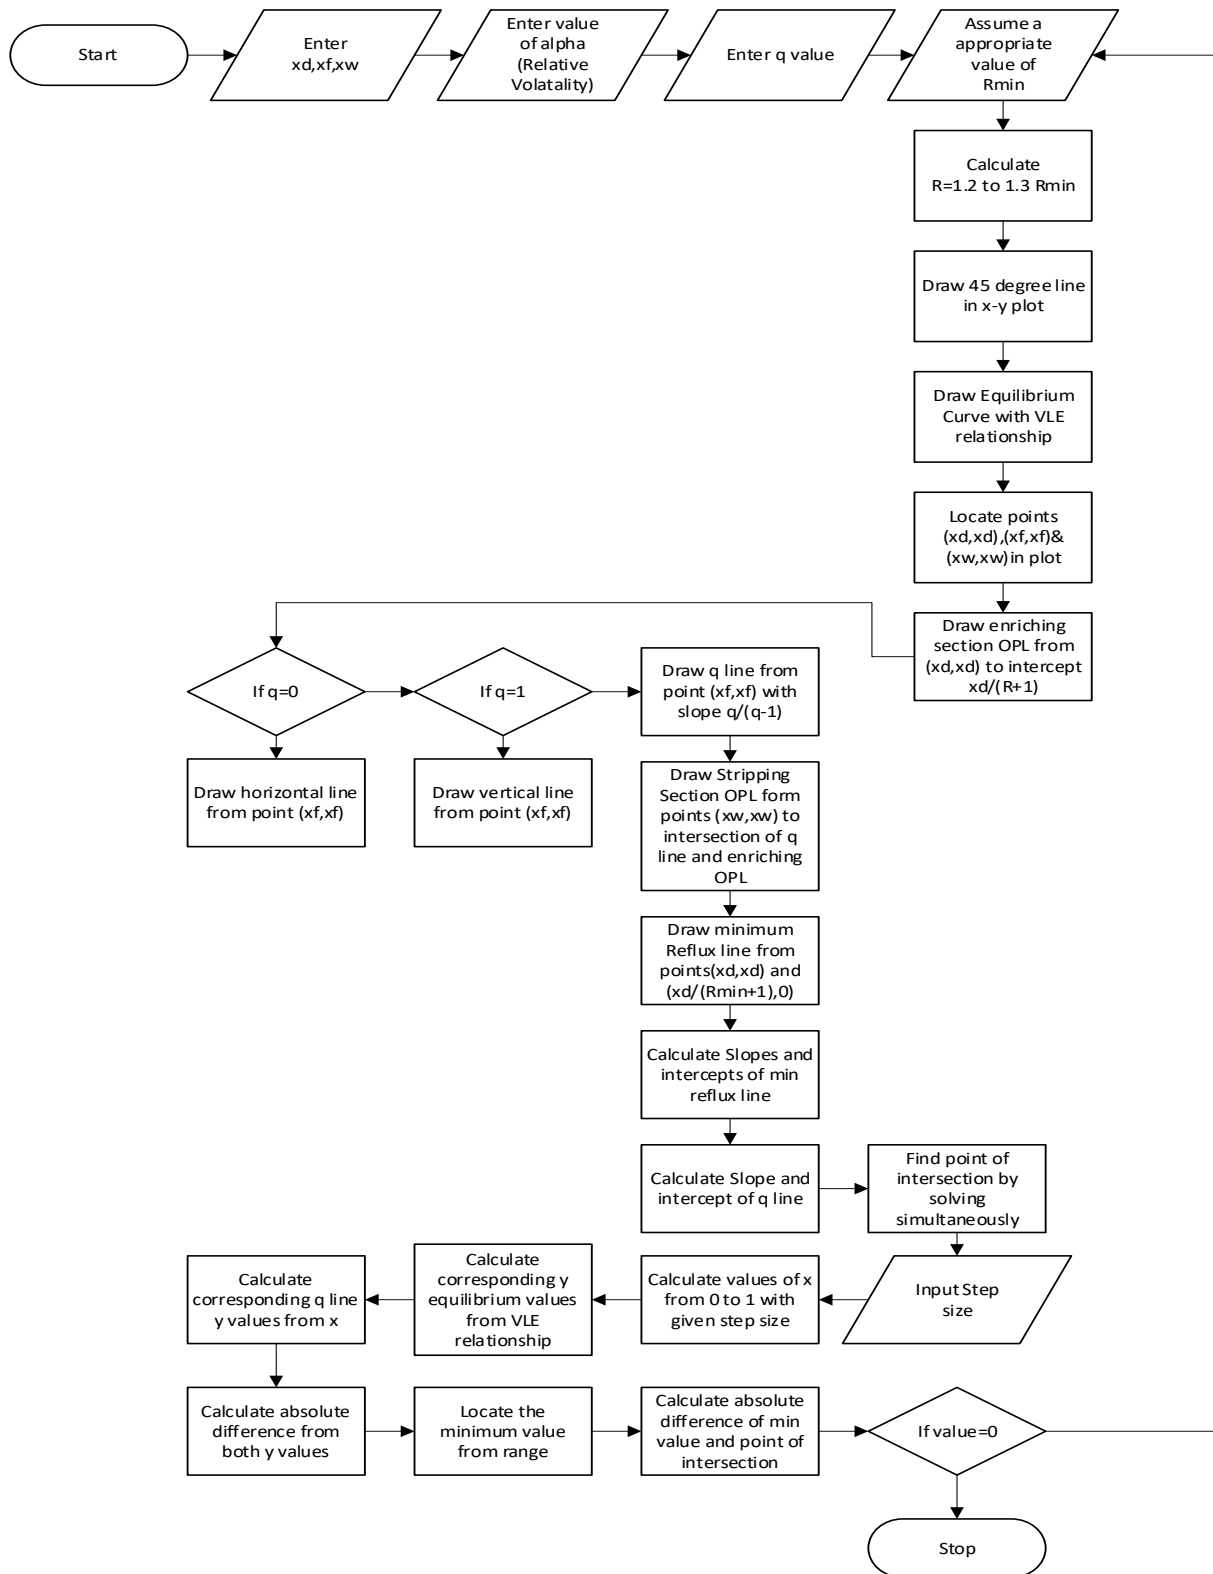 Start
Enter
xd,xf,xw
Enter value
of alpha
(Relative
Volatality)
Enter q value
Assume a
appropriate
value of
Rmin
Calculate
R=1.2 to 1.3 Rmin
Draw 45 degree line
in x-y plot
Draw Equilibrium
Curve with VLE
relationship
Locate points
(xd,xd),(xf,xf)&
(xw,xw)in plot
Draw enriching
section OPL from
(xd,xd) to intercept
xd/(R+1)
If q=0
If q=1
Draw q line from
point (xf,xf) with
slope q/(q-1)
Draw horizontal line
from point (xf,xf)
Draw vertical line
from point (xf,xf)
Draw Stripping
Section OPL form
points (xw,xw) to
intersection of q
line and enriching
OPL
Draw minimum
Reflux line from
points(xd,xd) and
(xd/(Rmin+1),0)
Calculate Slopes and
intercepts of min
reflux line
Calculate Slope and
intercept of q line
Find point of
intersection by
solving
simultaneously
Input Step
size
Calculate values of x
from 0 to 1 with
given step size
Calculate
corresponding y
equilibrium values
from VLE
relationship
Calculate
corresponding q line
y values from x
Calculate absolute
difference from
both y values
Locate the
minimum value
from range
Calculate absolute
difference of min
value and point of
intersection
If value=0
Stop